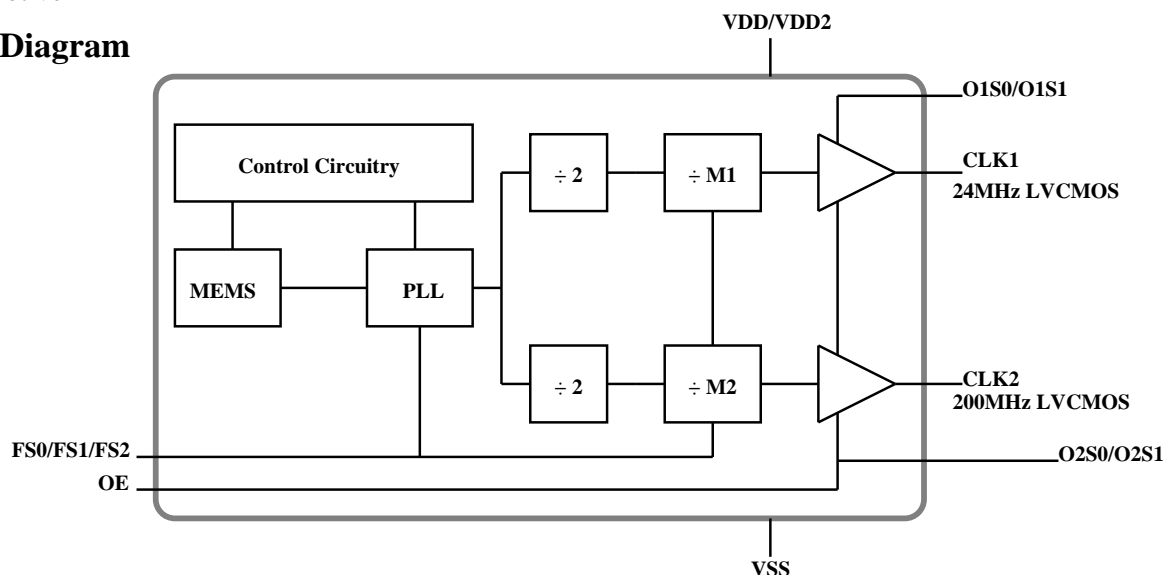 Diagram
VDD/VDD2
O1S0/O1S1
Control Circuitry
÷ 2
÷ M1
CLK1
24MHz LVCMOS
MEMS
PLL
÷ 2
÷ M2
CLK2
200MHz LVCMOS
FS0/FS1/FS2
O2S0/O2S1
OE
VSS